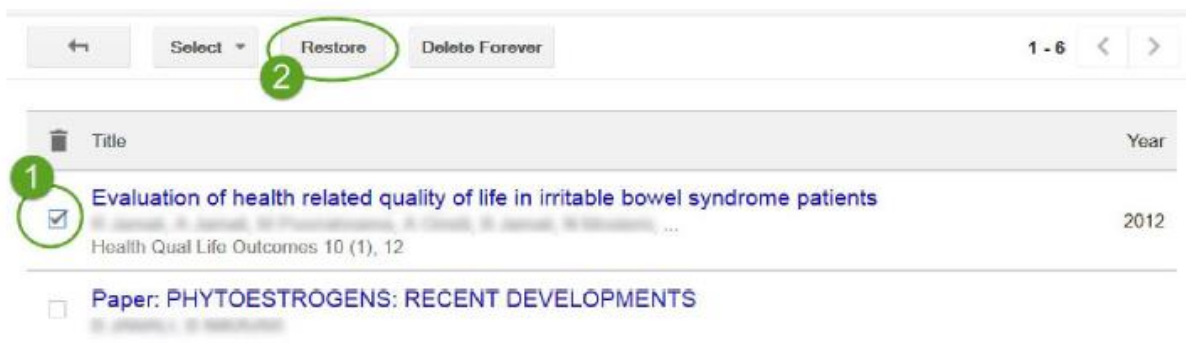 Select Restore Delete Forever 1 - 6
2
Title Year
1
Evaluation of health related quality of life in irritable bowel syndrome patients
... 2012
Health Qual Life Outcomes 10 (1), 12
Paper: PHYTOESTROGENS: RECENT DEVELOPMENTS